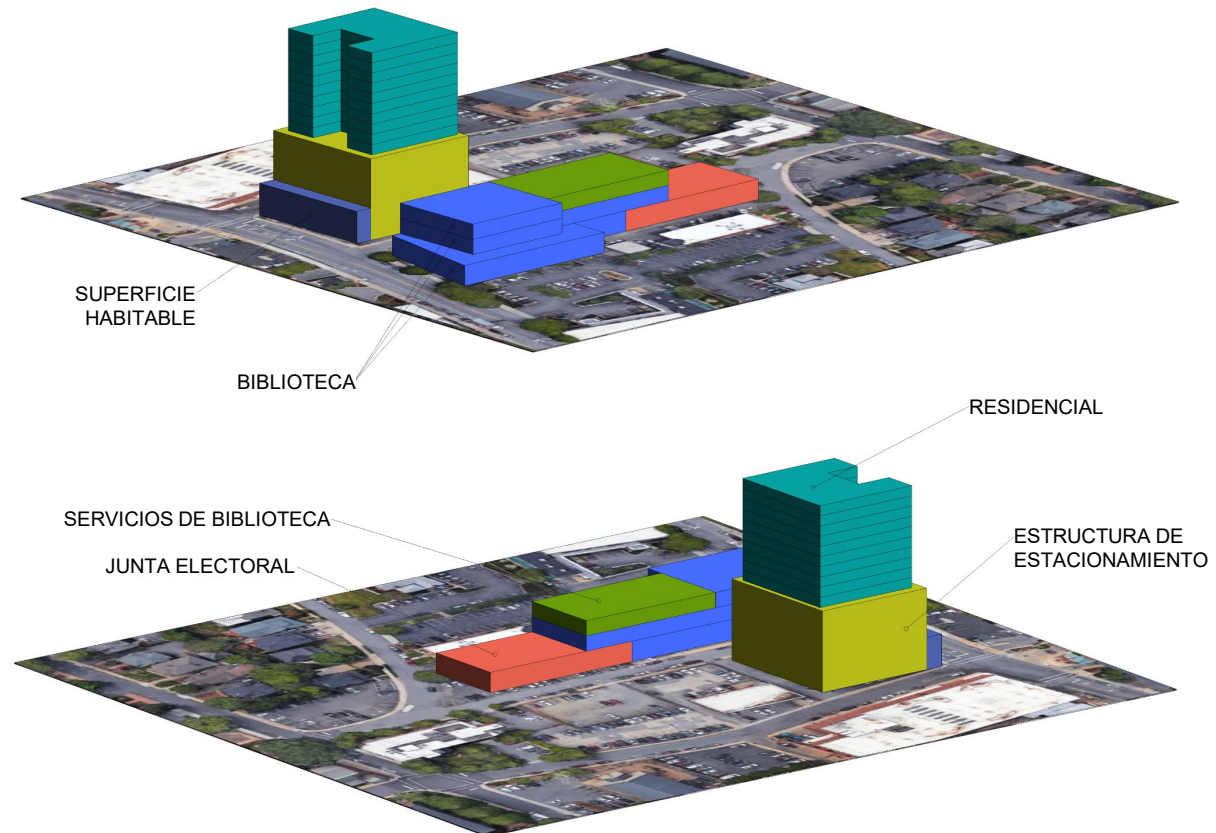 SUPERFICIE
HABITABLE
BIBLIOTECA
RESIDENCIAL
SERVICIOS DE BIBLIOTECA
JUNTA ELECTORAL
ESTRUCTURA DE
ESTACIONAMIENTO